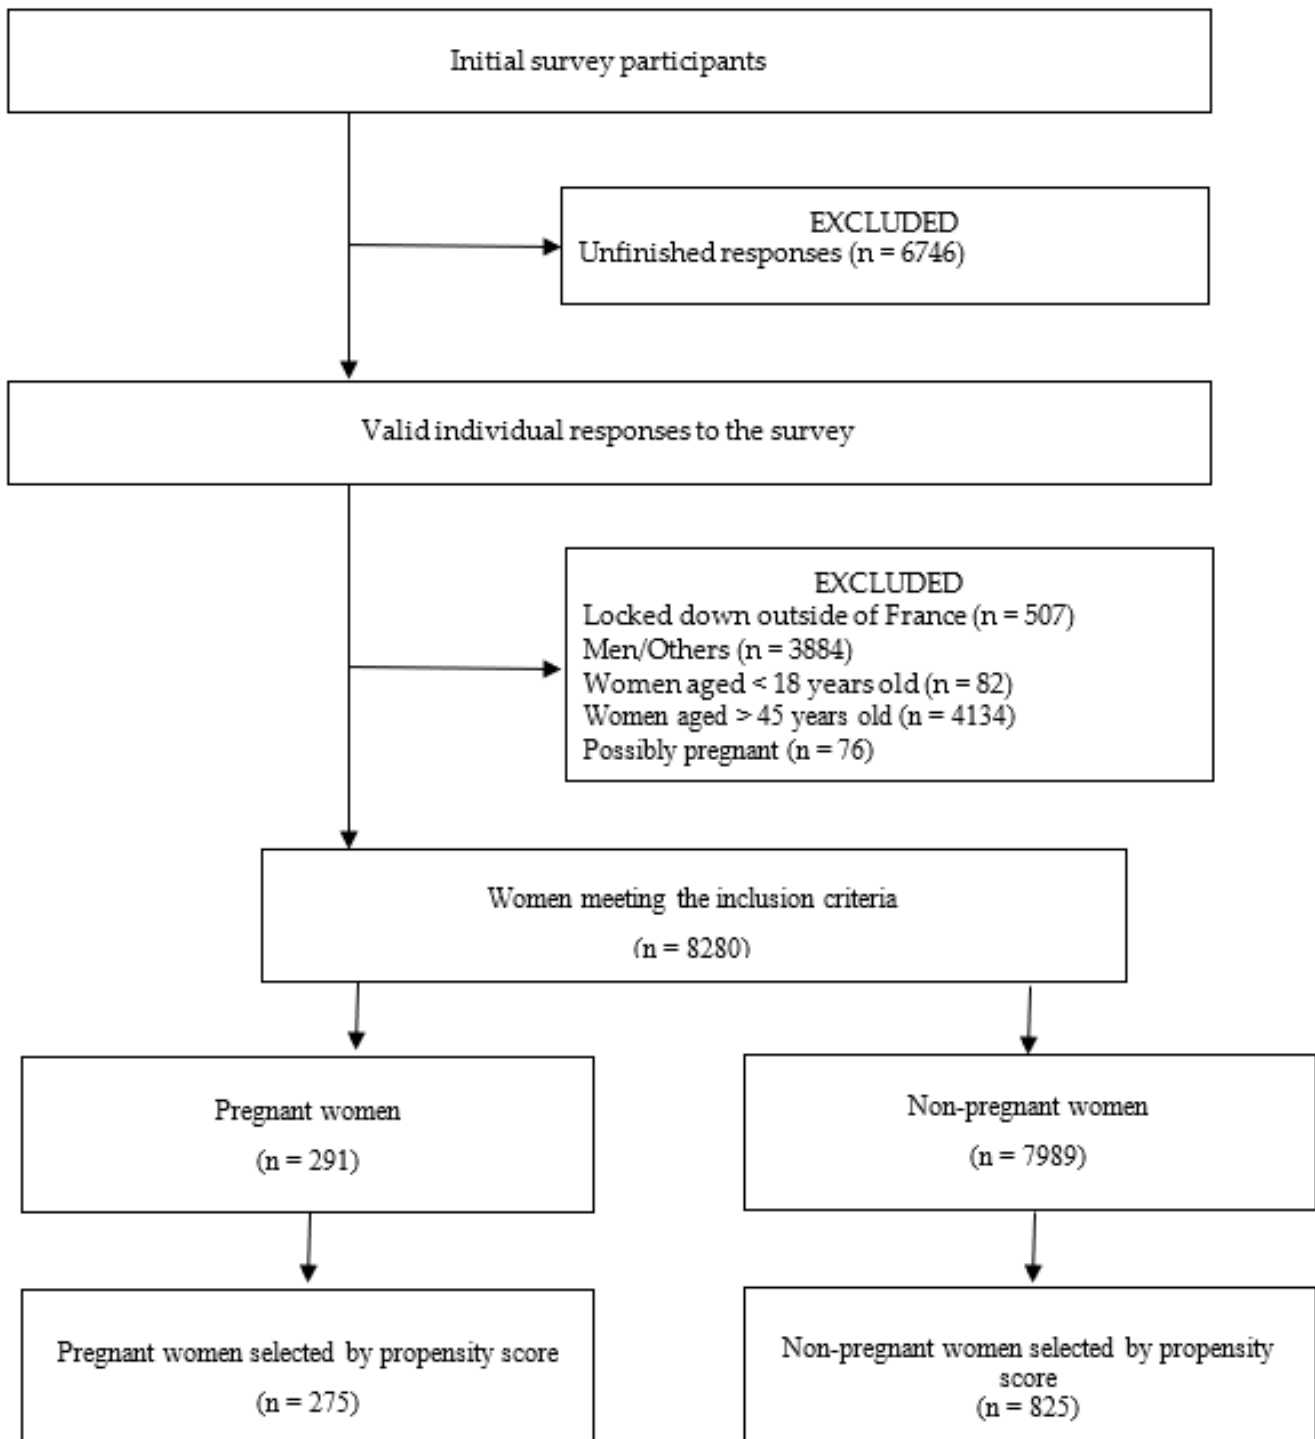 Initial survey participants
EXCLUDED
Unfinished responses (n = 6746)
Valid individual responses to the survey
EXCLUDED
Locked down outside of France (n = 507)
Men/Others (n = 3884)
Women aged < 18 years old (n = 82)
Women aged > 45 years old (n = 4134)
Possibly pregnant (n = 76)
Women meeting the inclusion criteria
(n = 8280)
Pregnant women
(n = 291)
Non-pregnant women
(n = 7989)
Pregnant women selected by propensity score
(n = 275)
Non-pregnant women selected by propensity
score
(n = 825)